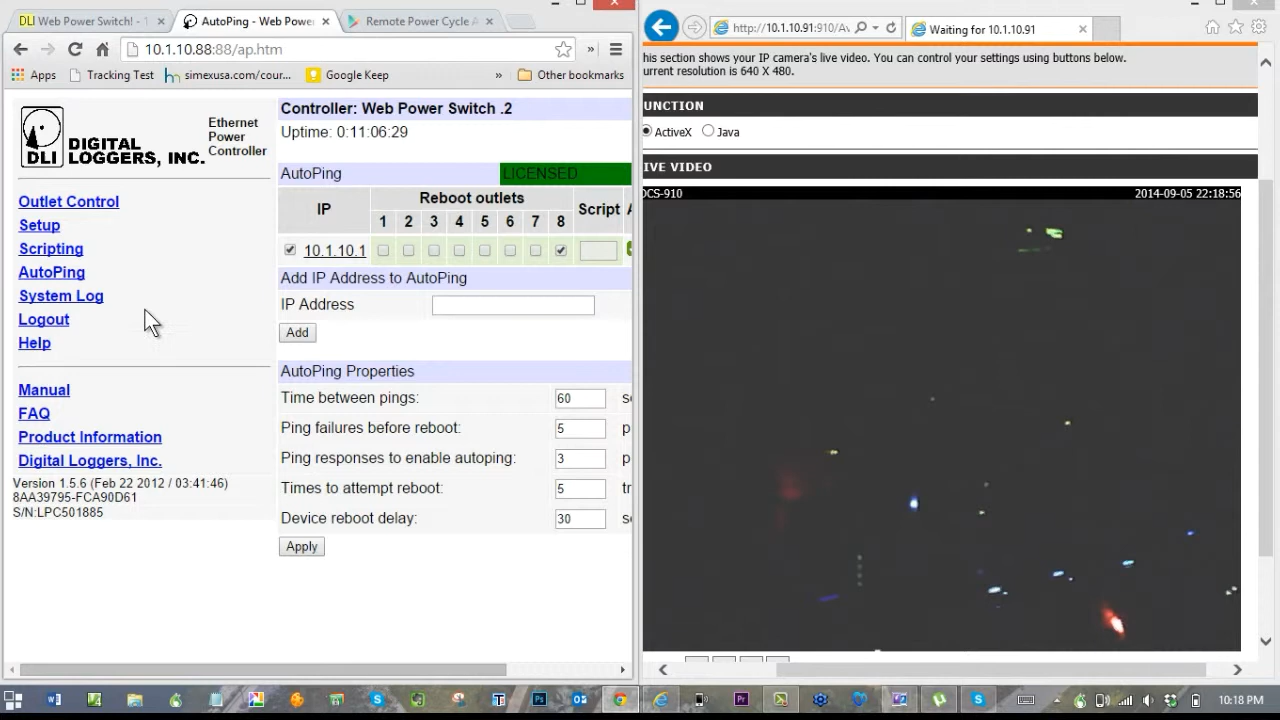 DLI Web Power Switch! - 1
AutoPing - Web Powe
Remote Power Cycle A
10.1.10.88:88/ap.htm
Apps
Tracking Test
simexusa.com/cour...
Google Keep
»
Other bookmarks
DLI
DIGITAL
LOGGERS, INC.
Ethernet
Power
Controller
Outlet Control
Setup
Scripting
AutoPing
System Log
Logout
Help
Manual
FAQ
Product Information
Digital Loggers, Inc.
Version 1.5.6 (Feb 22 2012 / 03:41:46)
8AA39795-FCA90D61
S/N:LPC501885
Controller: Web Power Switch .2
Uptime: 0:11:06:29
AutoPing LICENSED
IP Reboot outlets Script A
1 2 3 4 5 6 7 8
10.1.10.1
Add IP Address to AutoPing
IP Address
Add
AutoPing Properties
Time between pings: 60 se
Ping failures before reboot: 5 p
Ping responses to enable autoping: 3 p
Times to attempt reboot: 5 tr
Device reboot delay: 30 se
Apply
http://10.1.10.91:910/A
Waiting for 10.1.10.91
his section shows your IP camera's live video. You can control your settings using buttons below.
urrent resolution is 640 X 480.
UNCTION
ActiveX Java
IVE VIDEO
DCS-910 2014-09-05 22:18:56
10:18 PM